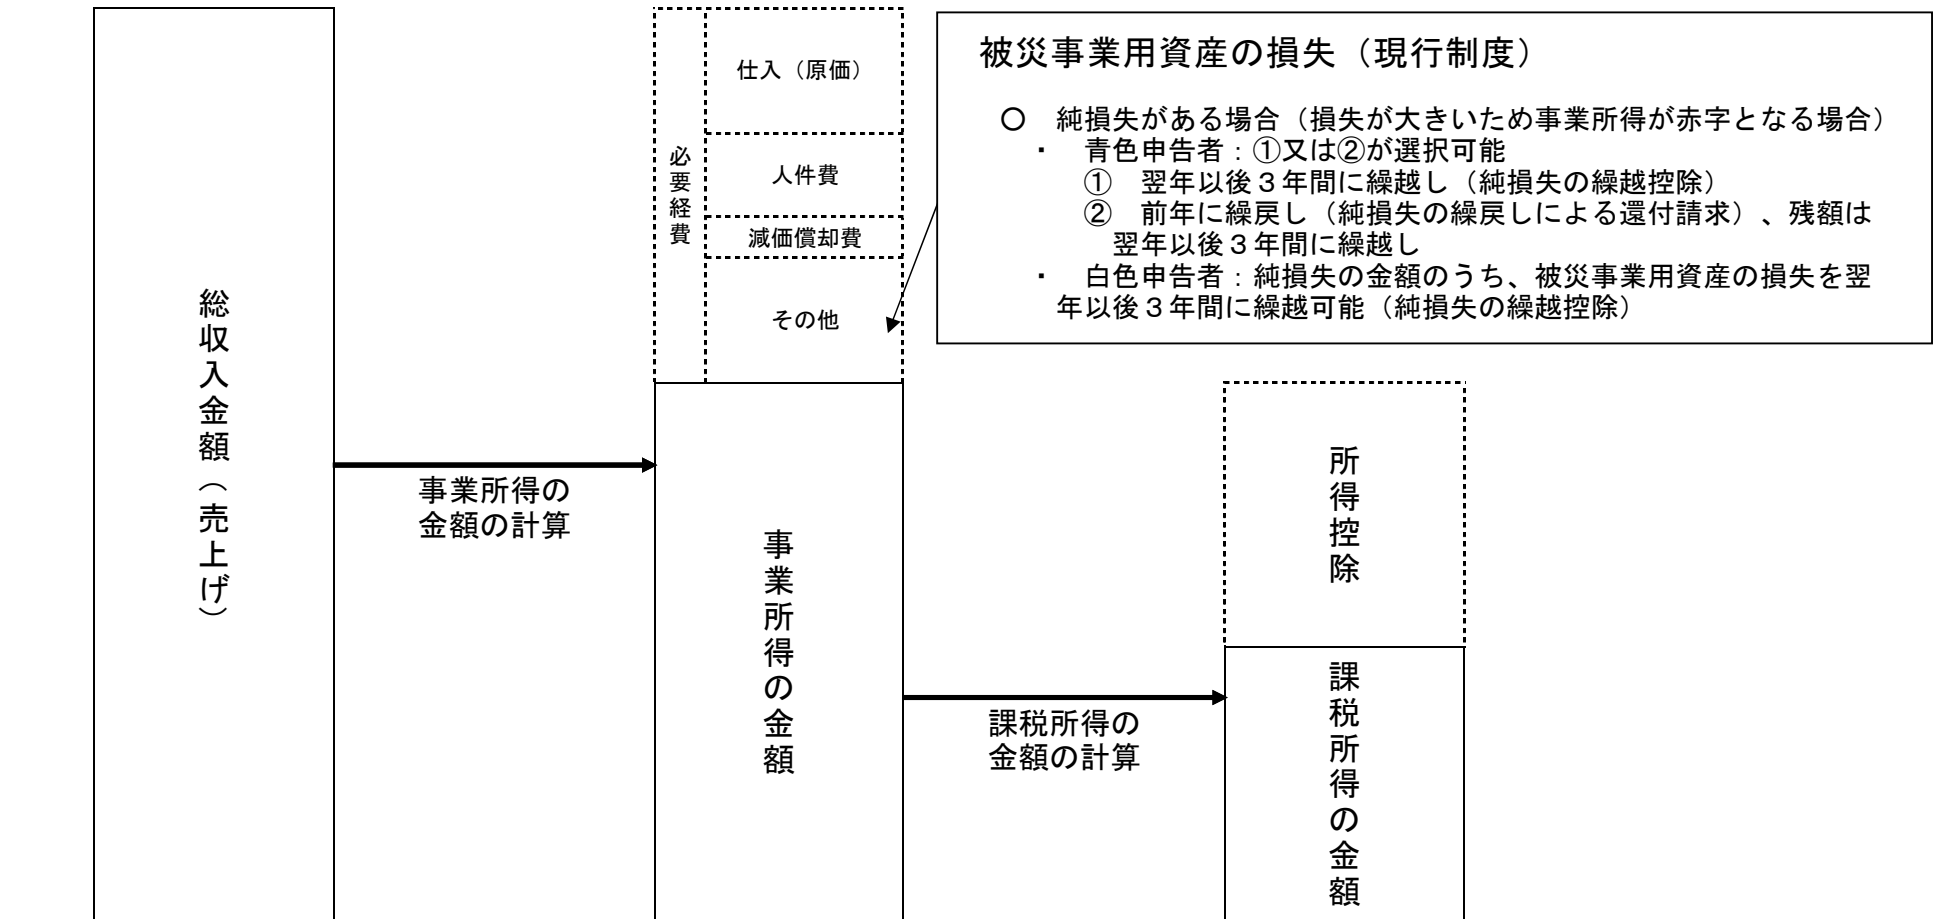 総収入金額（売上げ）
事業所得の
金額の計算
必要経費
仕入（原価）
人件費
減価償却費
その他
事業所得の金額
被災事業用資産の損失（現行制度）
○　純損失がある場合（損失が大きいため事業所得が赤字となる場合）
・　青色申告者：①又は②が選択可能
①　翌年以後３年間に繰越し（純損失の繰越控除）
②　前年に繰戻し（純損失の繰戻しによる還付請求）、残額は
翌年以後３年間に繰越し
・　白色申告者：純損失の金額のうち、被災事業用資産の損失を翌
年以後３年間に繰越可能（純損失の繰越控除）
課税所得の
金額の計算
所得控除
課税所得の金額